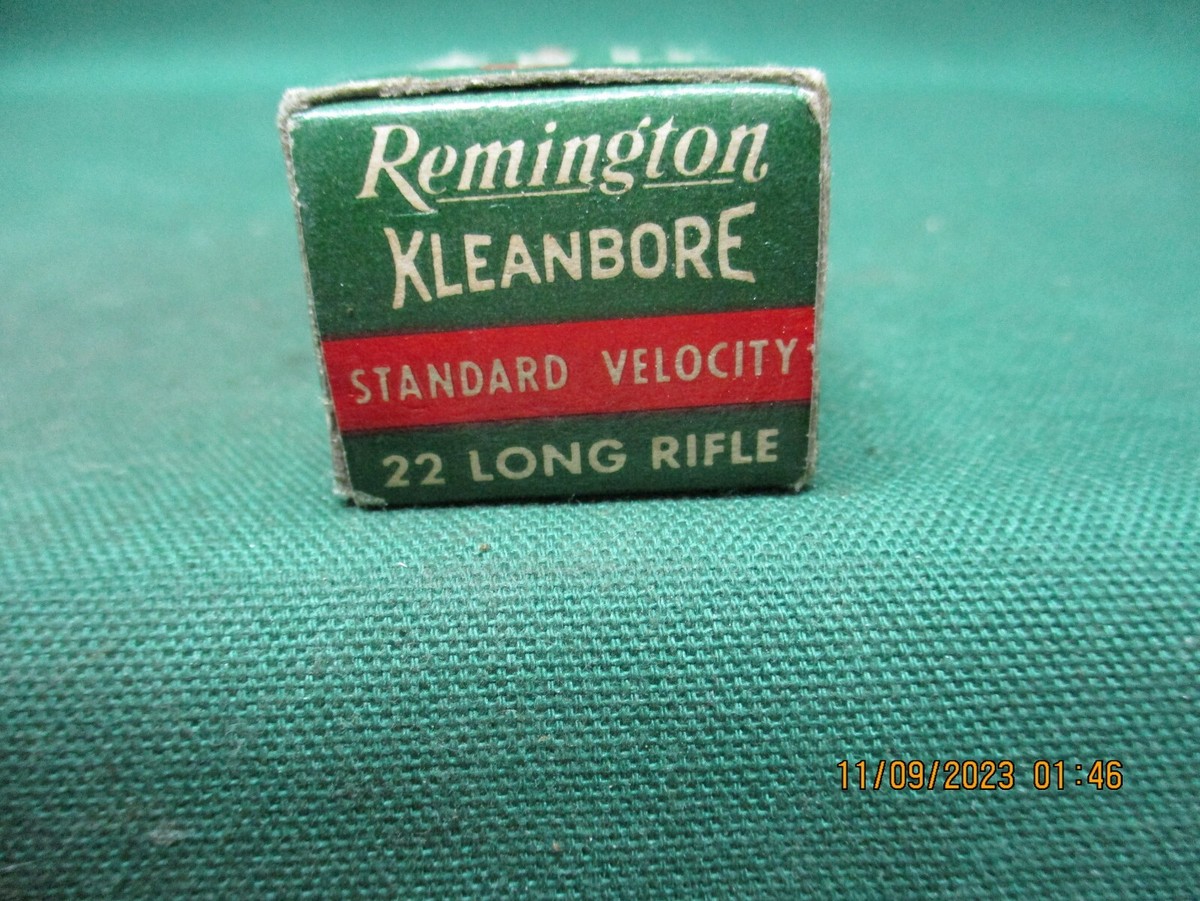 Remington
KLEANBORE
STANDARD VELOCITY
22 LONG RIFLE
11/09/2023 01:46